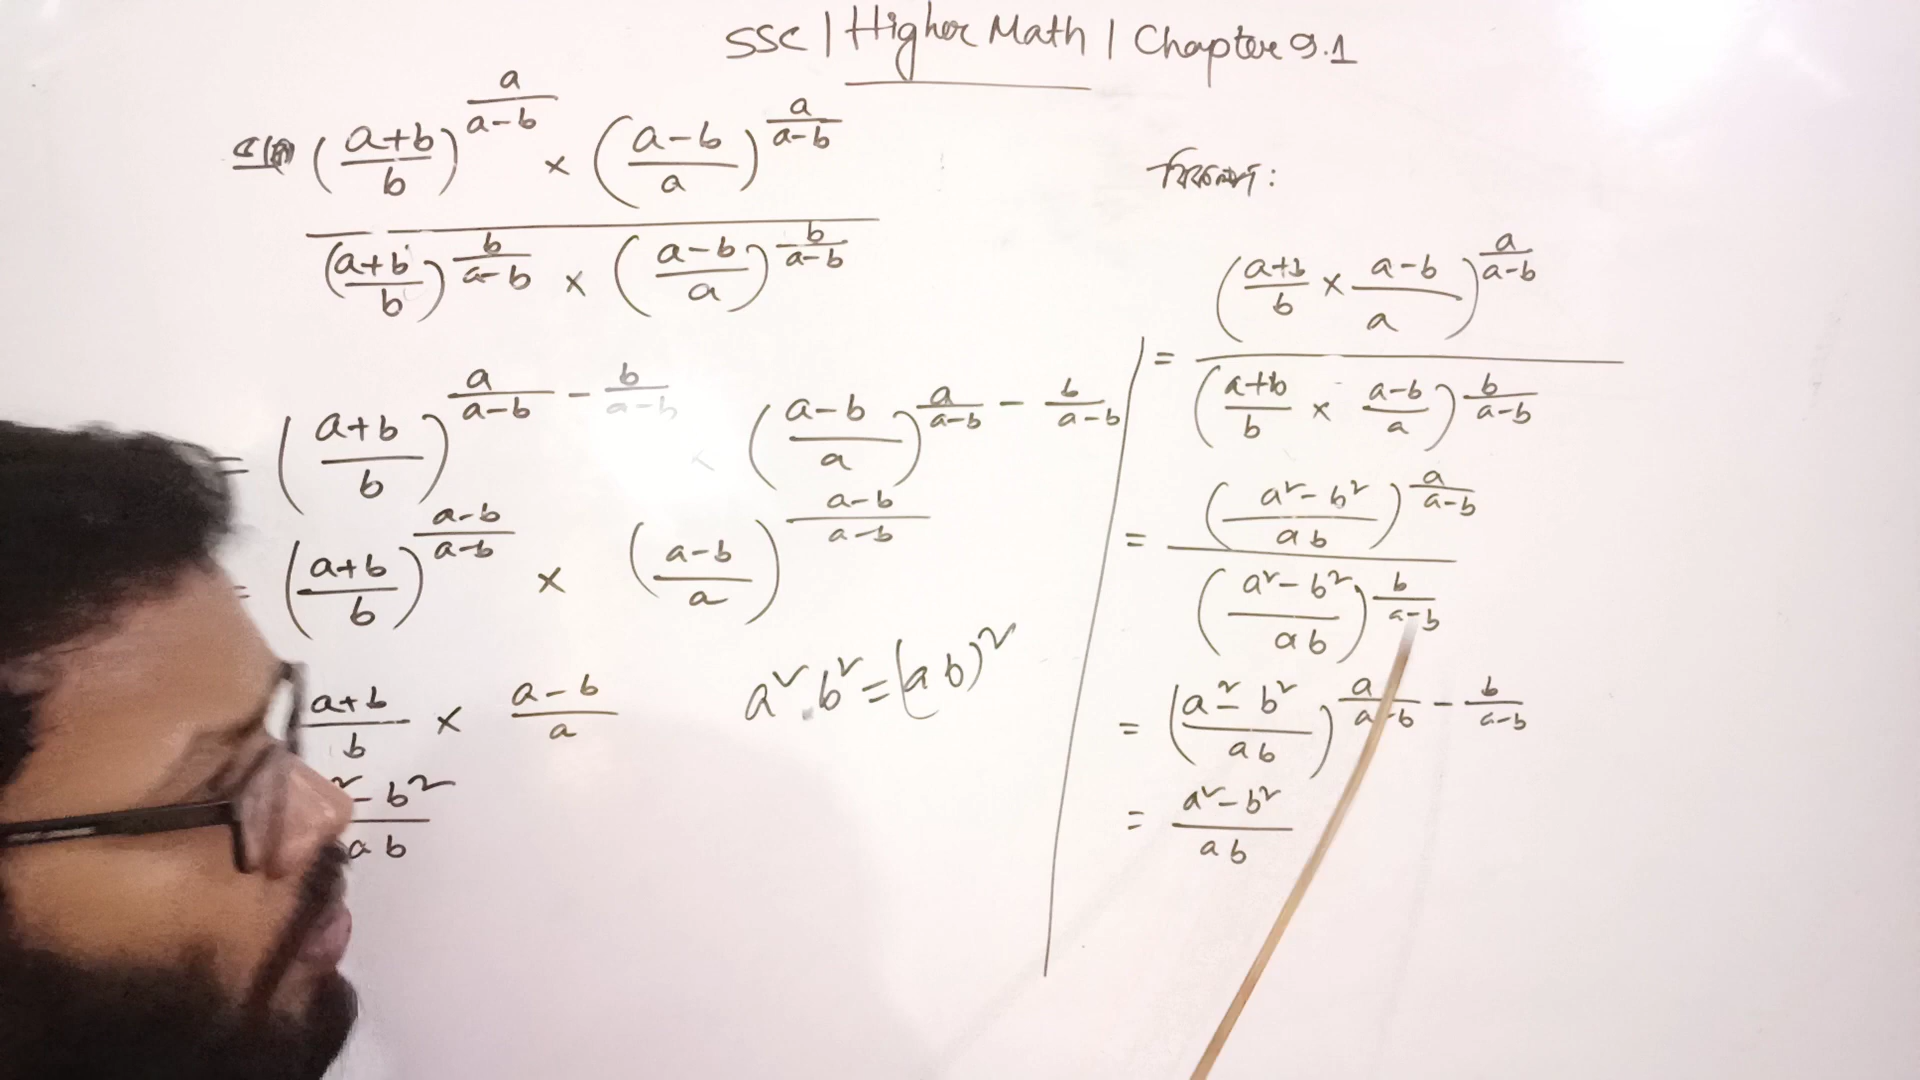 SSC | Higher Math | Chapter 9.1
((a+b)/b)^(a/(a-b)) × ((a-b)/a)^(a/(a-b))
((a+b)/b)^(b/(a-b)) × ((a-b)/a)^(b/(a-b))
= ((a+b)/b)^(a/(a-b) - b/(a-b)) × ((a-b)/a)^(a/(a-b) - b/(a-b))
= ((a+b)/b)^((a-b)/(a-b)) × ((a-b)/a)^((a-b)/(a-b))
(a+b)/b × (a-b)/a
² - b²
ab
a².b² = (ab)²
= ((a+b)/b × (a-b)/a)^(a/(a-b))
((a+b)/b × (a-b)/a)^(b/(a-b))
= ((a²-b²)/ab)^(a/(a-b))
((a²-b²)/ab)^(b/(a-b))
= ((a²-b²)/ab)^(a/(a-b) - b/(a-b))
= (a²-b²)/ab